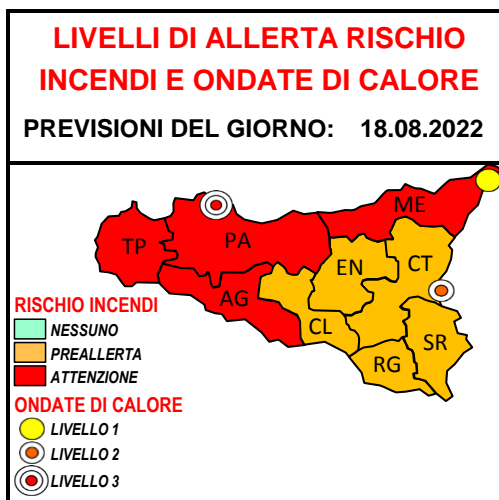 LIVELLI DI ALLERTA RISCHIO
INCENDI E ONDATE DI CALORE
PREVISIONI DEL GIORNO: 18.08.2022
ME
TP
PA
EN
CT
AG
CL
SR
RG
RISCHIO INCENDI
NESSUNO
PREALLERTA
ATTENZIONE
ONDATE DI CALORE
LIVELLO 1
LIVELLO 2
LIVELLO 3